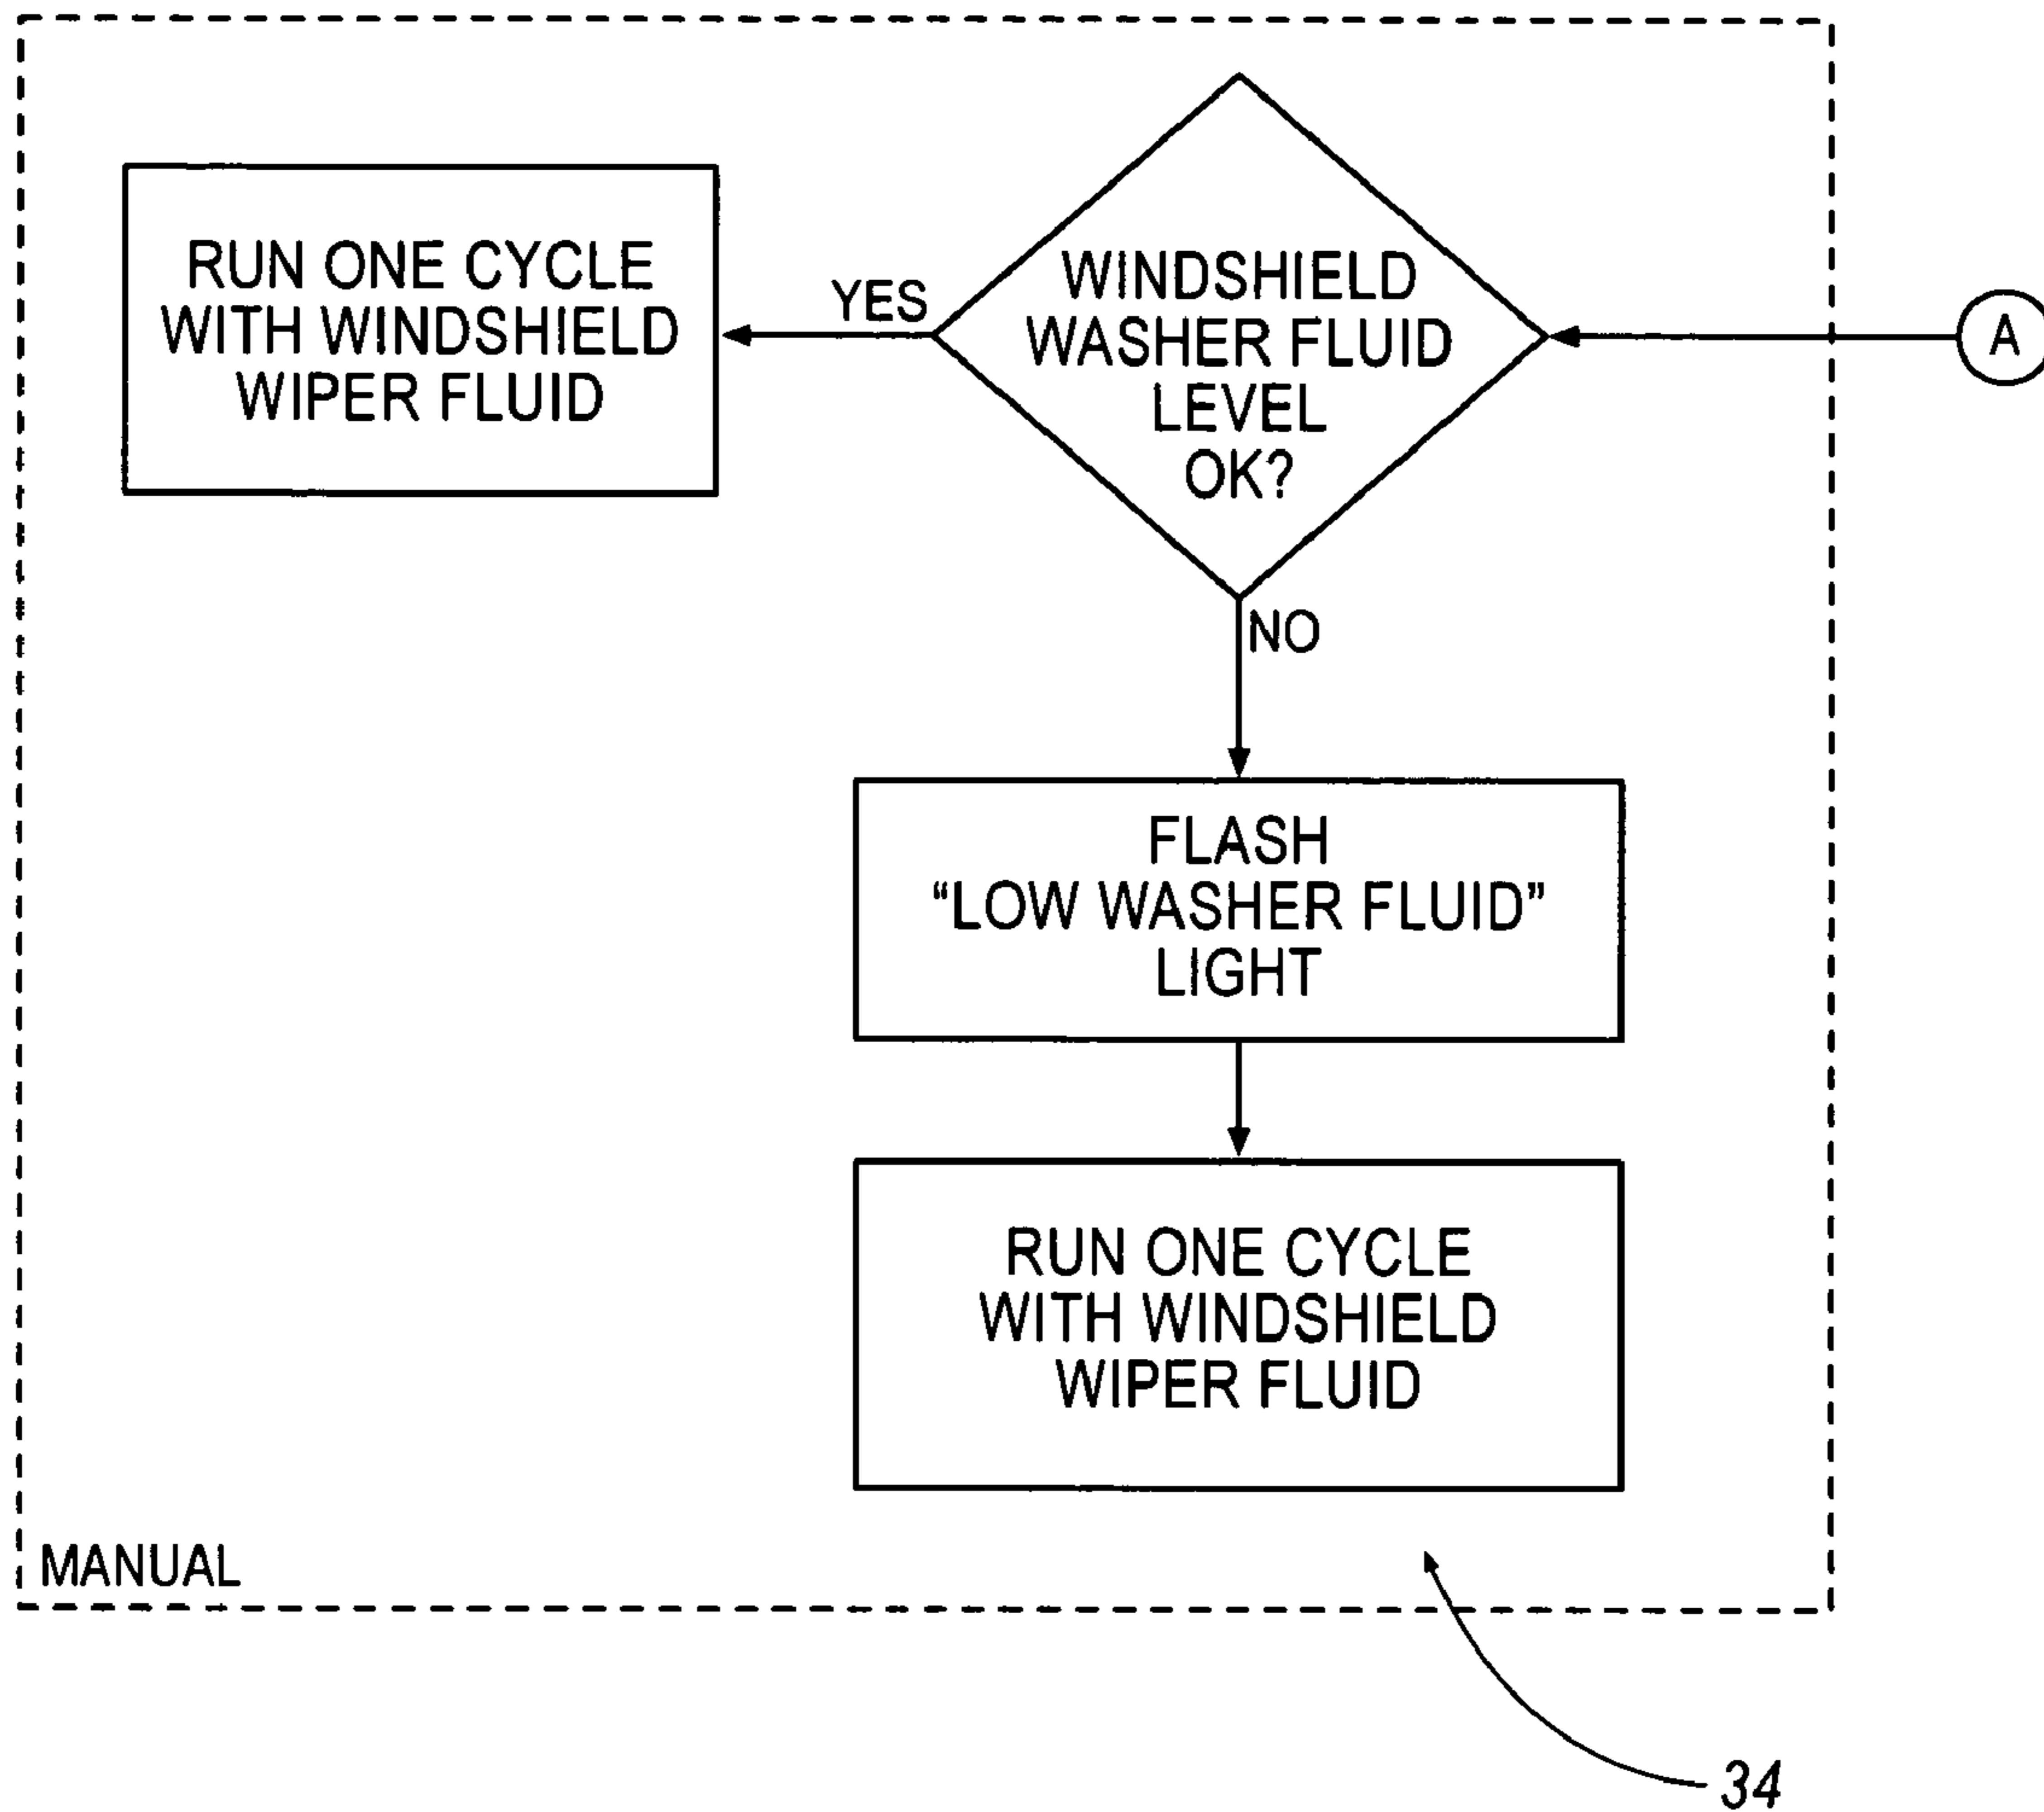 RUN ONE CYCLE
WITH WINDSHIELD
WIPER FLUID
YES
WINDSHIELD
WASHER FLUID
LEVEL
OK?
A
NO
FLASH
“LOW WASHER FLUID”
LIGHT
RUN ONE CYCLE
WITH WINDSHIELD
WIPER FLUID
MANUAL
34